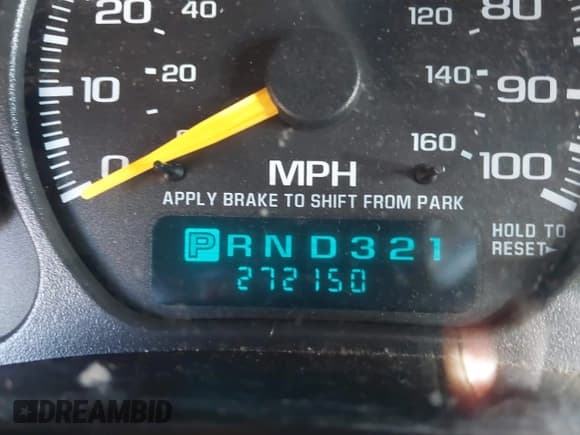 20 40 120 80
10 20 140 90
0 0 160 100
MPH
APPLY BRAKE TO SHIFT FROM PARK
PRND321
272150
HOLD TO
RESET
DREAMBID